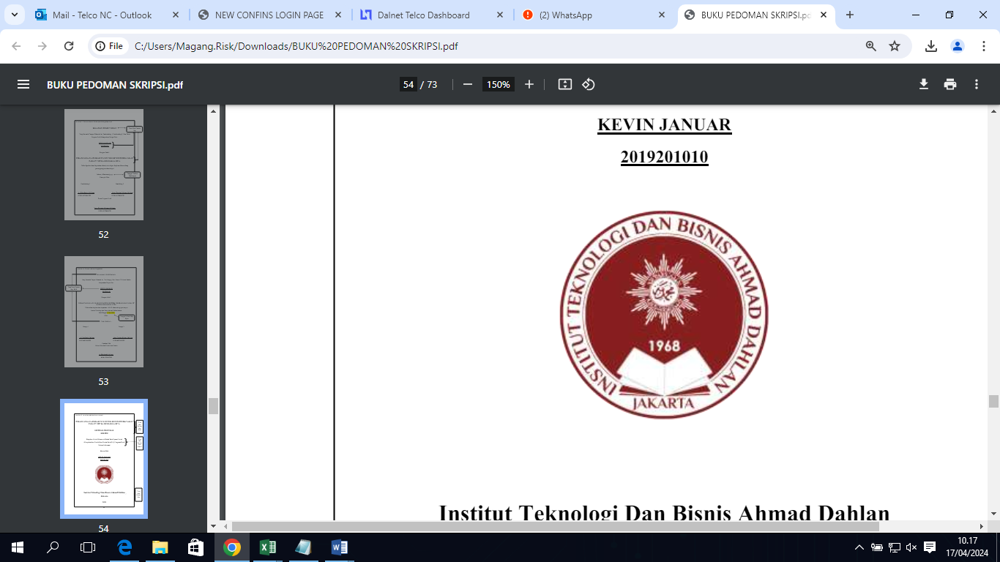 Mail - Telco NC - Outlook
NEW CONFINS LOGIN PAGE
Dalnet Telco Dashboard
(2) WhatsApp
BUKU PEDOMAN SKRIPSI.pd
File
C:/Users/Magang.Risk/Downloads/BUKU%20PEDOMAN%20SKRIPSI.pdf
BUKU PEDOMAN SKRIPSI.pdf
54 / 73
150%
52
53
54
KEVIN JANUAR
2019201010
INSTITUT TEKNOLOGI DAN BISNIS AHMAD DAHLAN
1968
JAKARTA
Institut Teknologi Dan Bisnis Ahmad Dahlan
10.17
17/04/2024